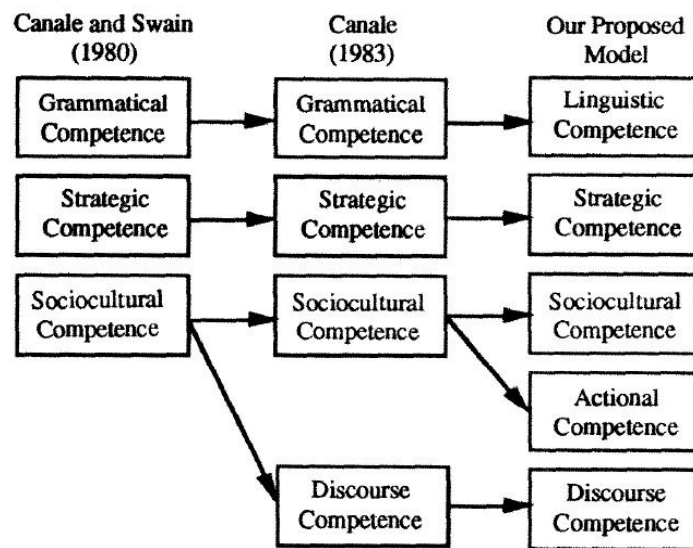 Canale and Swain
(1980)
Canale
(1983)
Our Proposed
Model
Grammatical
Competence
Grammatical
Competence
Linguistic
Competence
Strategic
Competence
Strategic
Competence
Strategic
Competence
Sociocultural
Competence
Sociocultural
Competence
Sociocultural
Competence
Actional
Competence
Discourse
Competence
Discourse
Competence